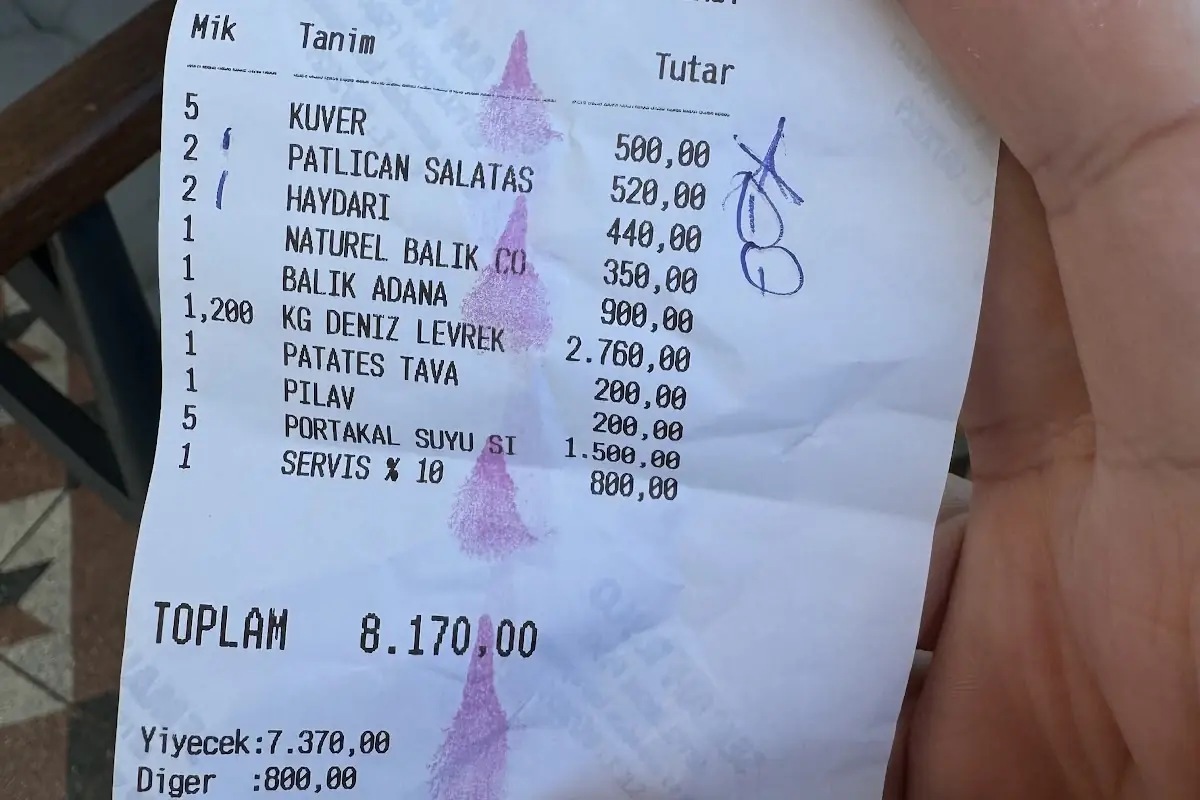 Mik Tanim Tutar
5 KUVER 500,00
2 PATLICAN SALATAS 520,00
2 HAYDARI 440,00
1 NATUREL BALIK CO 350,00
1 BALIK ADANA 900,00
1,200 KG DENIZ LEVREK 2.760,00
1 PATATES TAVA 200,00
1 PILAV 200,00
5 PORTAKAL SUYU SI 1.500,00
1 SERVIS % 10 800,00
TOPLAM 8.170,00
Yiyecek:7.370,00
Diger :800,00